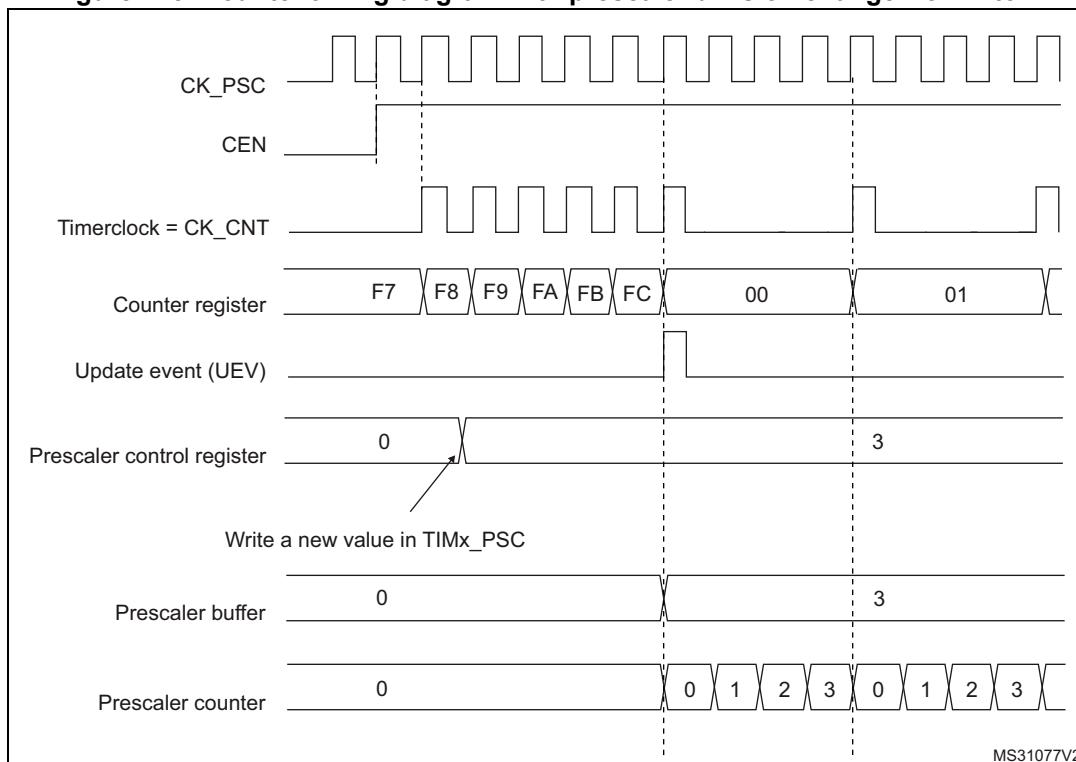 CK_PSC
CEN
Timerclock = CK_CNT
Counter register F7 F8 F9 FA FB FC 00 01
Update event (UEV)
Prescaler control register 0 3
Write a new value in TIMx_PSC
Prescaler buffer 0 3
Prescaler counter 0 0 1 2 3 0 1 2 3
MS31077V2